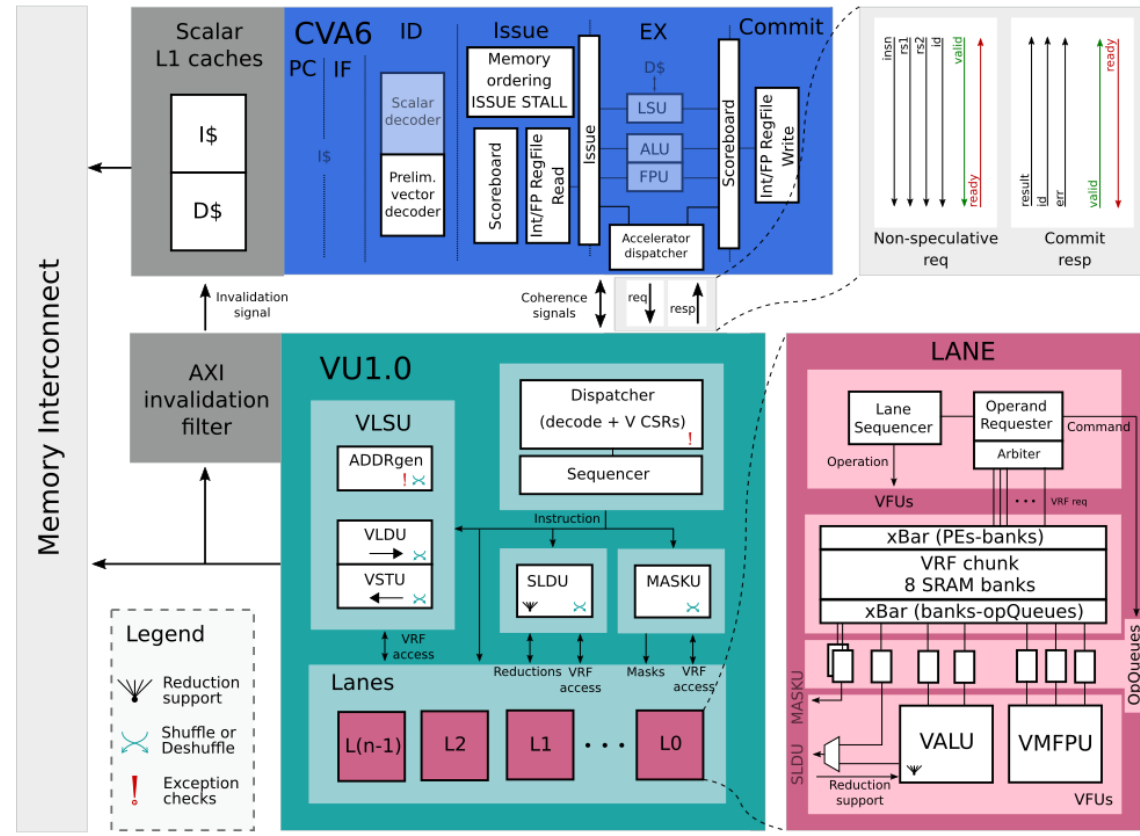 Memory Interconnect
Scalar
L1 caches
I$
D$
CVA6
PC
IF
I$
ID
Scalar
decoder
Prelim.
vector
decoder
Issue
Memory
ordering
ISSUE STALL
Scoreboard
Int/FP RegFile
Read
Issue
EX
D$
LSU
ALU
FPU
Accelerator
dispatcher
Commit
Scoreboard
Int/FP RegFile
Write
insn
rs1
rs2
id
valid
ready
Non-speculative
req
result
id
err
valid
ready
Commit
resp
Invalidation
signal
Coherence
signals
req
resp
AXI
invalidation
filter
VU1.0
VLSU
ADDRgen
!
VLDU
VSTU
Dispatcher
(decode + V CSRs)
!
Sequencer
Instruction
SLDU
MASKU
VRF
access
Reductions
VRF
access
Masks
VRF
access
Lanes
L(n-1)
L2
L1
L0
Legend
Reduction
support
Shuffle or
Deshuffle
!
Exception
checks
LANE
Lane
Sequencer
Operand
Requester
Arbiter
Command
Operation
VFUs
VRF req
xBar (PEs-banks)
VRF chunk
8 SRAM banks
xBar (banks-opQueues)
OpQueues
MASKU
SLDU
VALU
VMFPU
Reduction
support
VFUs